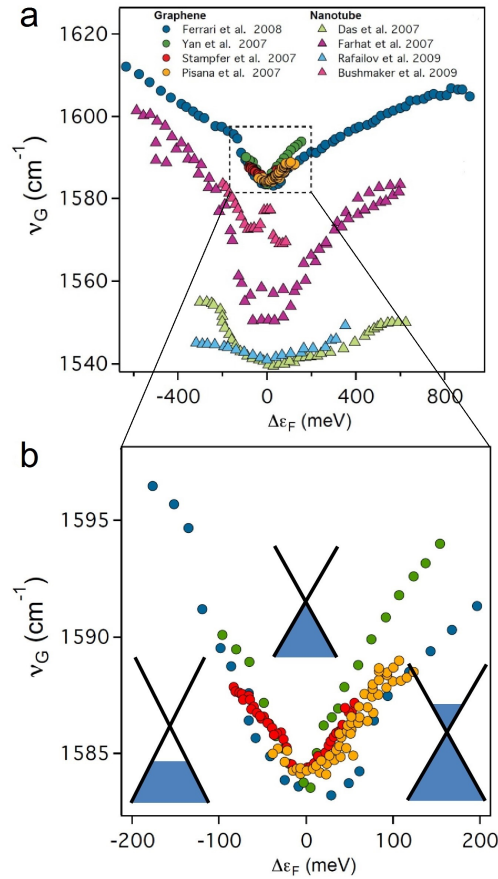 a
Graphene
Nanotube
Ferrari et al. 2008
Das et al. 2007
Yan et al. 2007
Farhat et al. 2007
Stampfer et al. 2007
Rafailov et al. 2009
Pisana et al. 2007
Bushmaker et al. 2009
1620
1600
1580
1560
1540
νG (cm-1)
-400
0
400
800
ΔεF (meV)
b
1595
1590
1585
νG (cm-1)
-200
-100
0
100
200
ΔεF (meV)